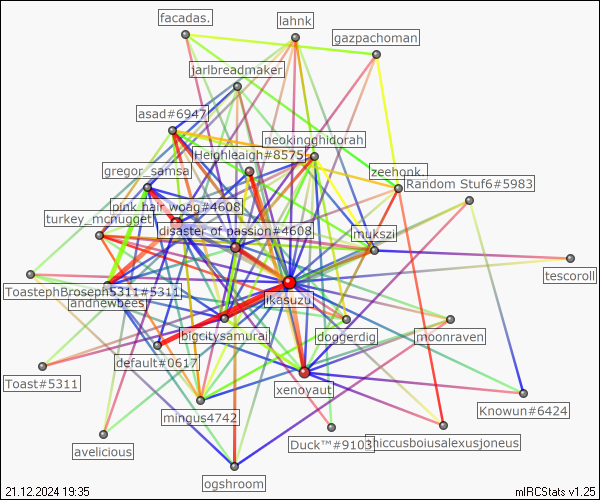 facadas.
lahnk
gazpachoman
jarlbreadmaker
asad#6947
neokingghidorah
Heighleaigh#8575
gregor_samsa
zeehonk.
Random Stuf6#5983
pink hair woag#4608
turkey_mcnugget
disaster of passion#4608
mukszi
tescoroll
ToastephBroseph5311#5311
andnewbees
ikasuzu
bigcitysamurai
doggerdig
moonraven
default#0617
Toast#5311
xenoyaut
mingus4742
Knowun#6424
Duck™#9103
hiccusboiusalexusjoneus
avelicious
ogshroom
21.12.2024 19:35
mIRCStats v1.25